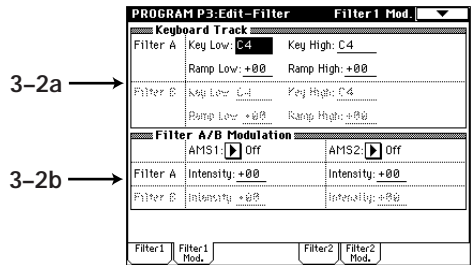 PROGRAM P3:Edit-Filter Filter1 Mod.
Keyboard Track
Filter A Key Low: C4 Key High: C4
Ramp Low: +00 Ramp High: +00
3–2a
Filter B Key Low: C4 Key High: C4
Ramp Low: +00 Ramp High: +00
Filter A/B Modulation
AMS1: Off AMS2: Off
3–2b
Filter A Intensity: +00 Intensity: +00
Filter B Intensity: +00 Intensity: +00
Filter1 Filter1 Mod. Filter2 Filter2 Mod.